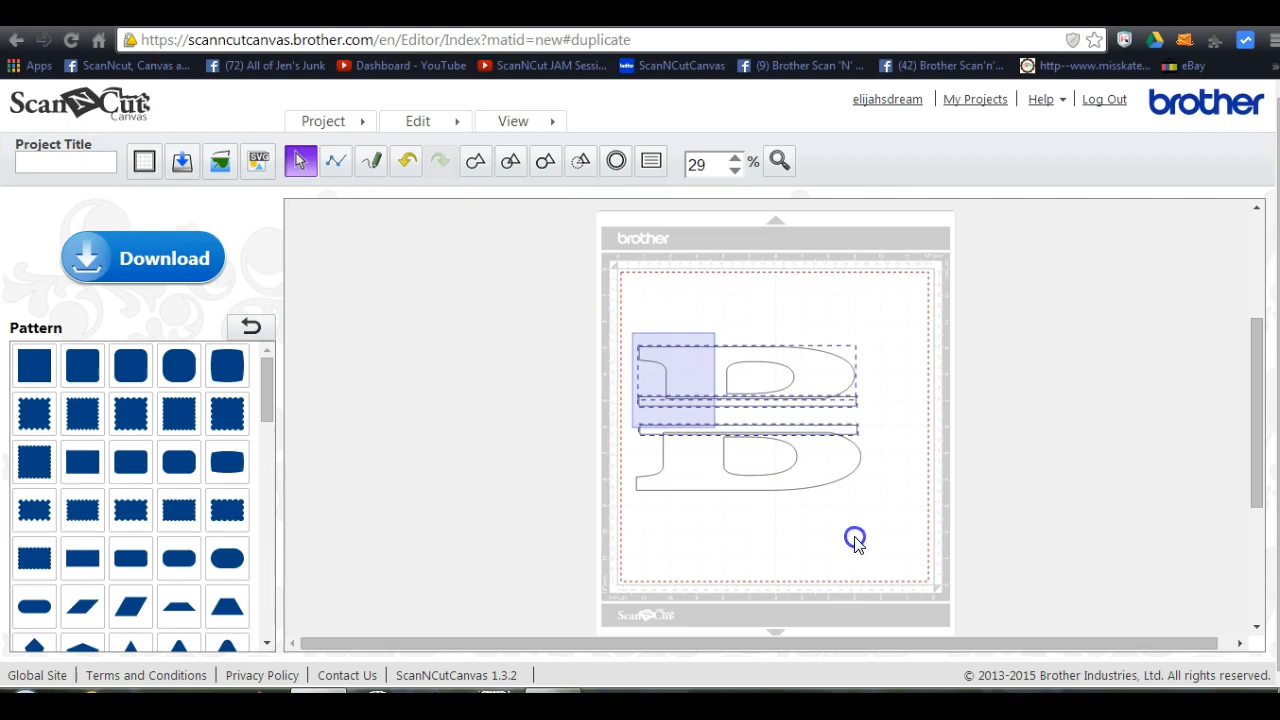 https://scanncutcanvas.brother.com/en/Editor/Index?matid=new#duplicate
Apps
ScanNcut, Canvas a...
(72) All of Jen's Junk
Dashboard - YouTube
ScanNCut JAM Sessi...
ScanNCutCanvas
(9) Brother Scan 'N' ...
(42) Brother Scan'n'...
http--www.misskate...
eBay
ScanNCut
Canvas
Project
Edit
View
elijahsdream
My Projects
Help
Log Out
brother
Project Title
SVG
29
%
Download
Pattern
brother
B
B
ScanNCut
Global Site
Terms and Conditions
Privacy Policy
Contact Us
ScanNCutCanvas 1.3.2
© 2013-2015 Brother Industries, Ltd. All rights reserved.